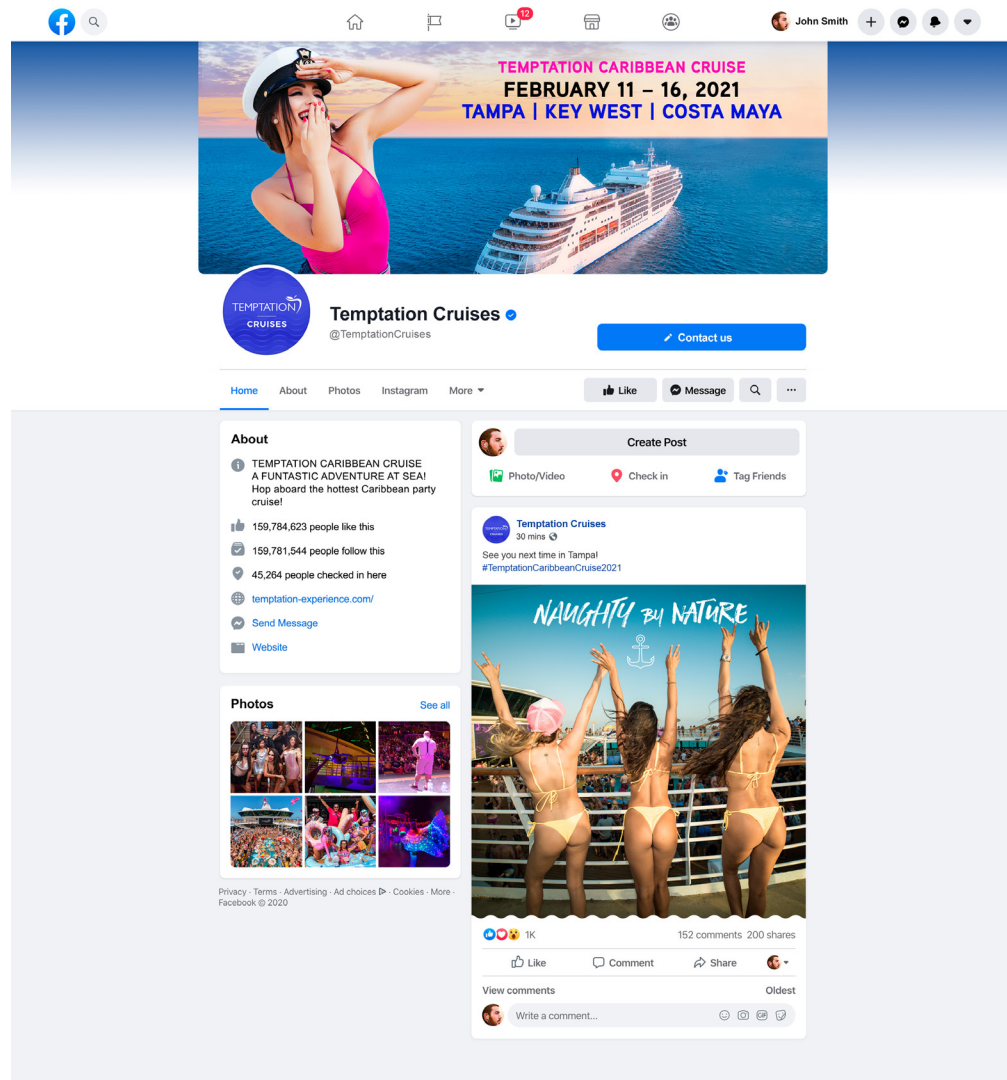 12
John Smith
TEMPTATION CARIBBEAN CRUISE
FEBRUARY 11 – 16, 2021
TAMPA | KEY WEST | COSTA MAYA
TEMPTATION
CRUISES
Temptation Cruises
@TemptationCruises
Contact us
Home About Photos Instagram More
Like Message
About
TEMPTATION CARIBBEAN CRUISE
A FUNTASTIC ADVENTURE AT SEA!
Hop aboard the hottest Caribbean party
cruise!
159,784,623 people like this
159,781,544 people follow this
45,264 people checked in here
temptation-experience.com/
Send Message
Website
Photos See all
Privacy · Terms · Advertising · Ad choices · Cookies · More ·
Facebook © 2020
Create Post
Photo/Video Check in Tag Friends
Temptation Cruises
30 mins
See you next time in Tampa!
#TemptationCaribbeanCruise2021
NAUGHTY BY NATURE
1K 152 comments 200 shares
Like Comment Share
View comments Oldest
Write a comment...
GIF